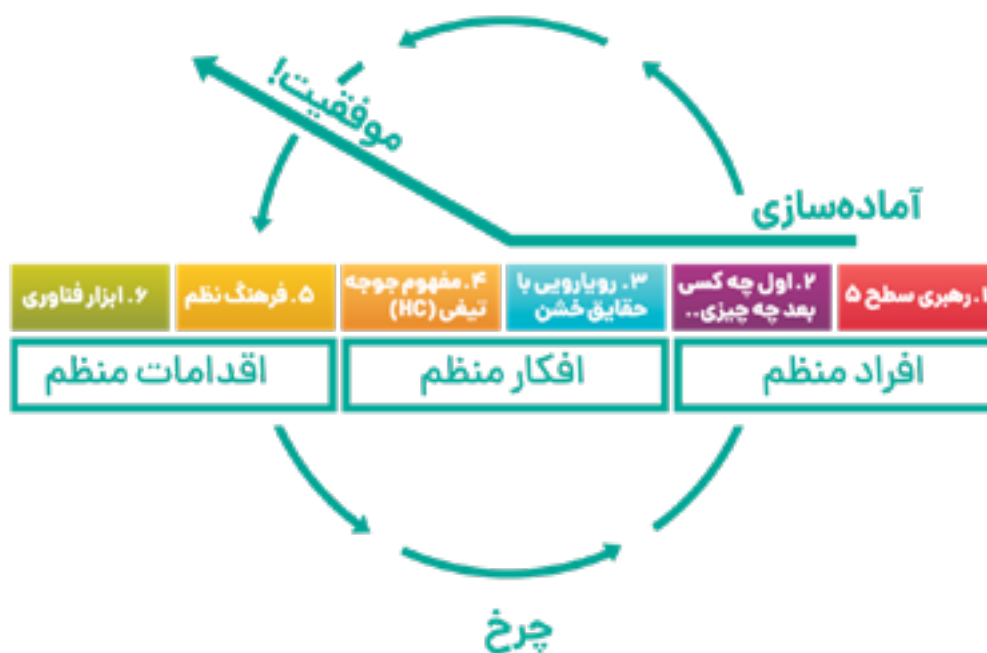 موفقیت!
آماده‌سازی
۱. رهبری سطح ۵
۲. اول چه کسی
بعد چه چیزی..
۳. رویارویی با
حقایق خشن
۴. مفهوم جوجه
تیغی (HC)
۵. فرهنگ نظم
۶. ابزار فناوری
افراد منظم
افکار منظم
اقدامات منظم
چرخ